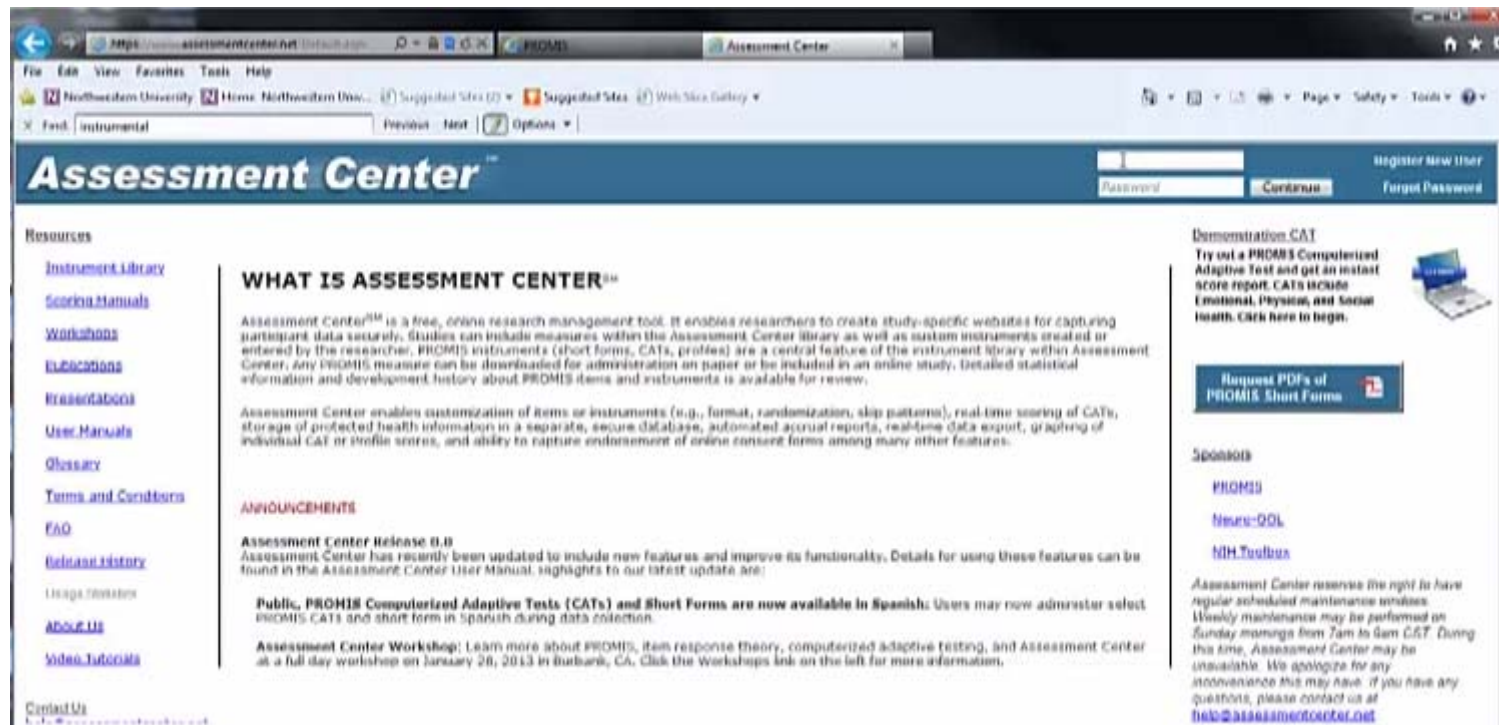 https://www.assessmentcenter.net
PROMIS
Assessment Center
File Edit View Favorites Tools Help
Northwestern University Home Northwestern Univ... Suggested Sites (2) Suggested Sites Web Slice Gallery
Page Safety Tools
Find: instrumental Previous Next Options
Assessment Center
Register New User
Password Continue Forgot Password
Resources
Instrument Library
Scoring Manuals
Workshops
Publications
Presentations
User Manuals
Glossary
Terms and Conditions
FAQ
Release History
Usage Statistics
About Us
Video Tutorials
Contact Us
WHAT IS ASSESSMENT CENTER℠
Assessment Center℠ is a free, online research management tool. It enables researchers to create study-specific websites for capturing
participant data securely. Studies can include measures within the Assessment Center library as well as custom instruments created or
entered by the researcher. PROMIS instruments (short forms, CATs, profiles) are a central feature of the instrument library within Assessment
Center. Any PROMIS measure can be downloaded for administration on paper or be included in an online study. Detailed statistical
information and development history about PROMIS items and instruments is available for review.
Assessment Center enables customization of items or instruments (e.g., format, randomization, skip patterns), real-time scoring of CATs,
storage of protected health information in a separate, secure database, automated accrual reports, real-time data export, graphing of
individual CAT or Profile scores, and ability to capture endorsement of online consent forms among many other features.
ANNOUNCEMENTS
Assessment Center Release
Assessment Center has recently been updated to include new features and improve its functionality. Details for using these features can be
found in the Assessment Center User Manual. Highlights to our latest update are:
Public, PROMIS Computerized Adaptive Tests (CATs) and Short Forms are now available in Spanish: Users may now administer select
PROMIS CATs and short form in Spanish during data collection.
Assessment Center Workshop: Learn more about PROMIS, item response theory, computerized adaptive testing, and Assessment Center
at a full day workshop on January 28, 2013 in Burbank, CA. Click the Workshops link on the left for more information.
Demonstration CAT
Try out a PROMIS Computerized
Adaptive Test and get an instant
score report. CATs include
Emotional, Physical, and Social
Health. Click here to begin.
Request PDFs of
PROMIS Short Forms
Sponsors
PROMIS
Neuro-QOL
NIH Toolbox
Assessment Center reserves the right to have
regular scheduled maintenance windows.
Weekly maintenance may be performed on
Sunday mornings from 7am to 9am CST. During
this time, Assessment Center may be
unavailable. We apologize for any
inconvenience this may have. If you have any
questions, please contact us at
help@assessmentcenter.net